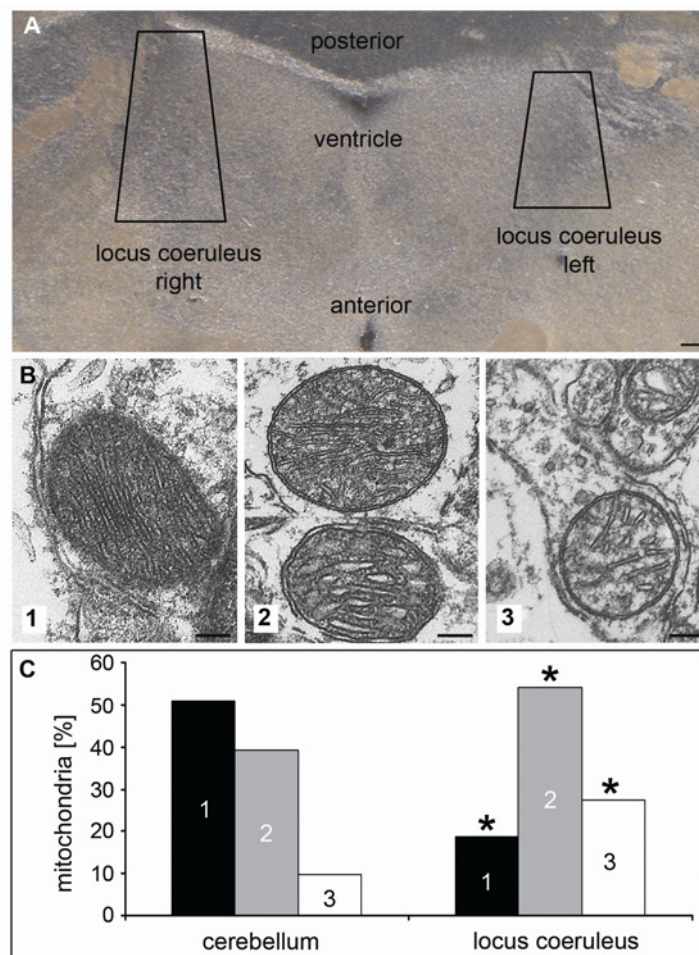 A
posterior
ventricle
locus coeruleus
right
locus coeruleus
left
anterior
B
1
2
3
C
60
50
40
30
20
10
0
mitochondria [%]
1
2
3
*
*
*
1
2
3
cerebellum
locus coeruleus